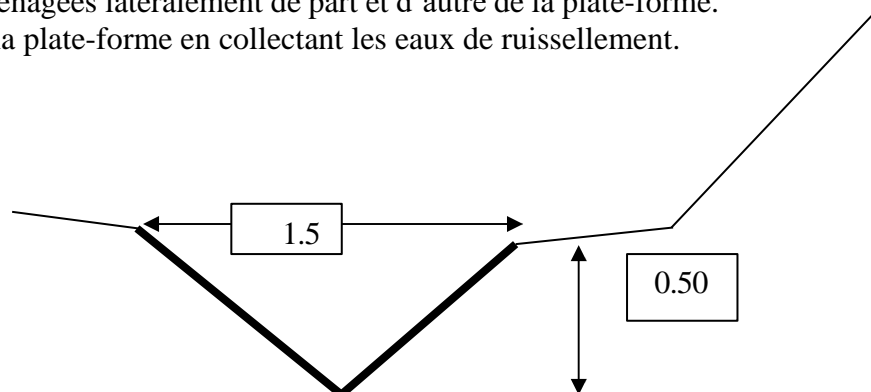 énagées latéralement de part et d'autre de la plate-forme.
la plate-forme en collectant les eaux de ruissellement.
1.5
0.50